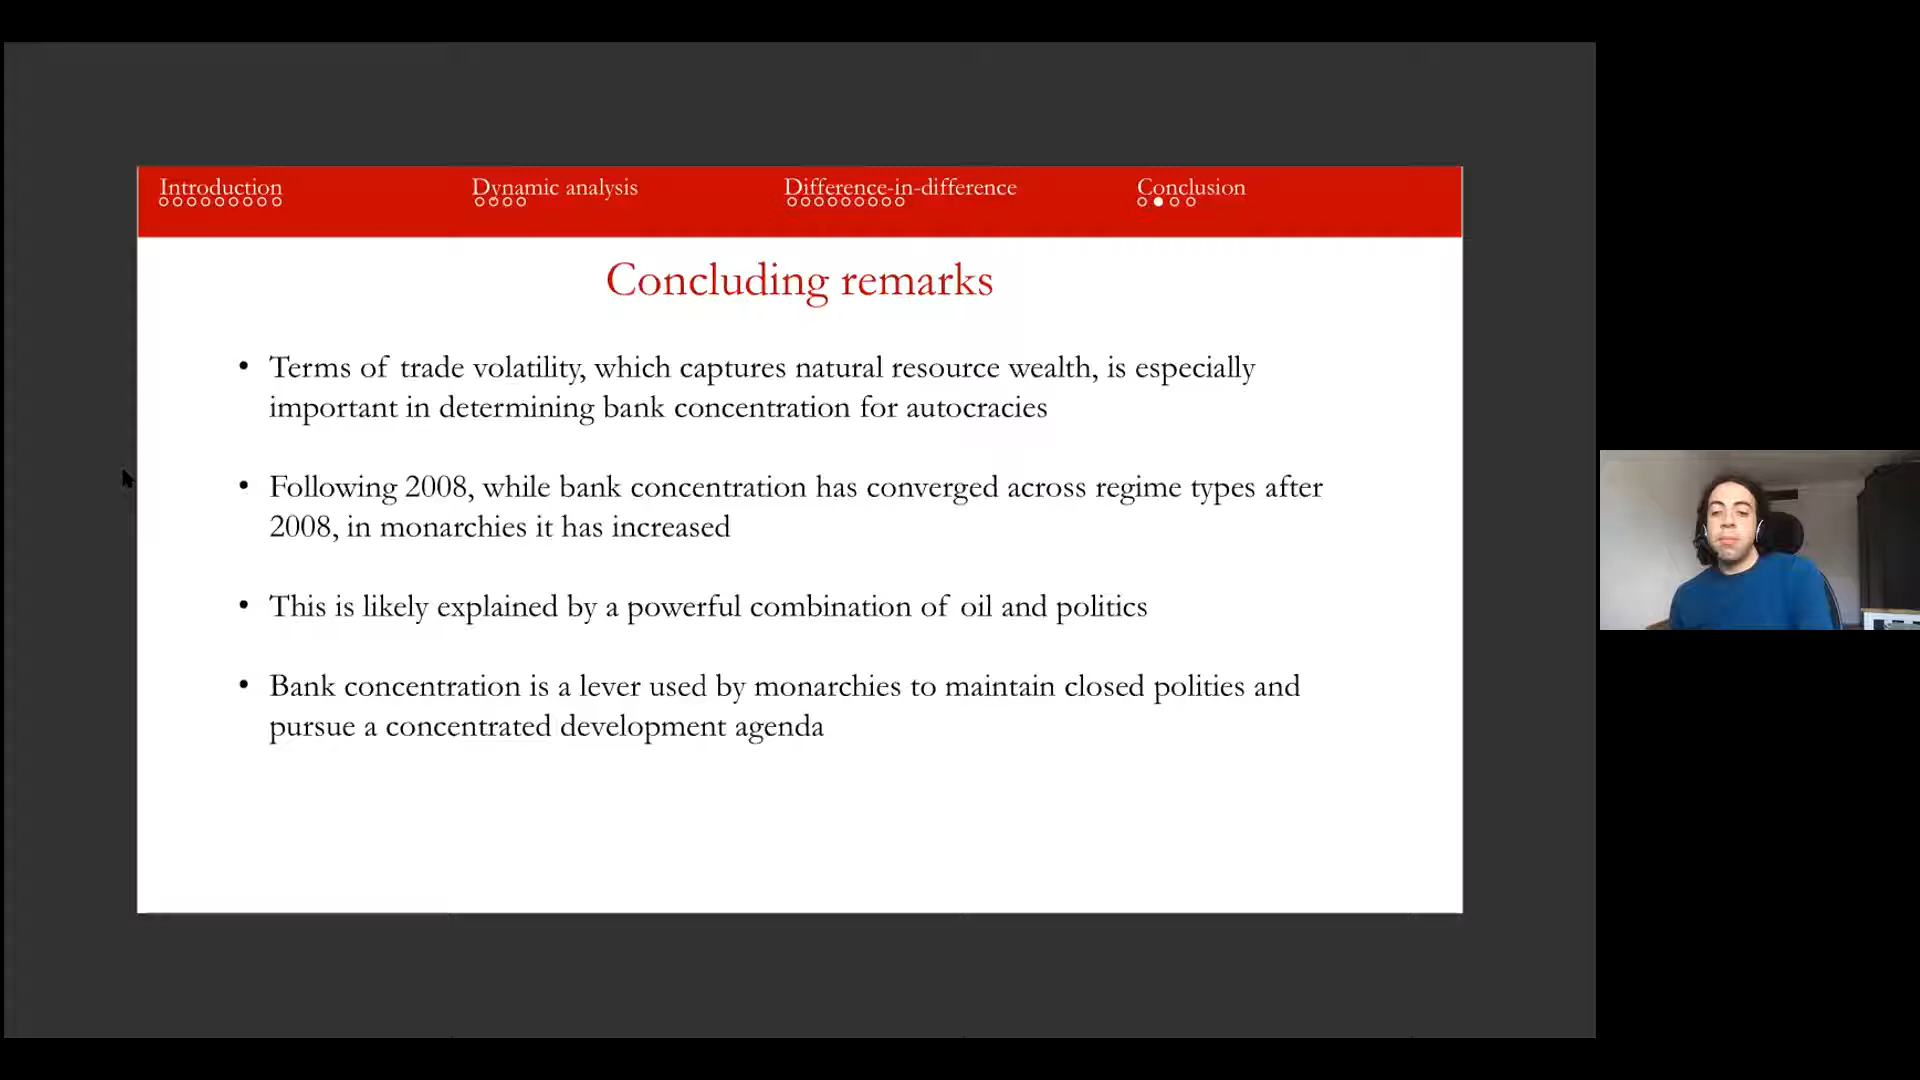 Introduction
Dynamic analysis
Difference-in-difference
Conclusion
Concluding remarks
• Terms of trade volatility, which captures natural resource wealth, is especially
important in determining bank concentration for autocracies
• Following 2008, while bank concentration has converged across regime types after
2008, in monarchies it has increased
• This is likely explained by a powerful combination of oil and politics
• Bank concentration is a lever used by monarchies to maintain closed polities and
pursue a concentrated development agenda